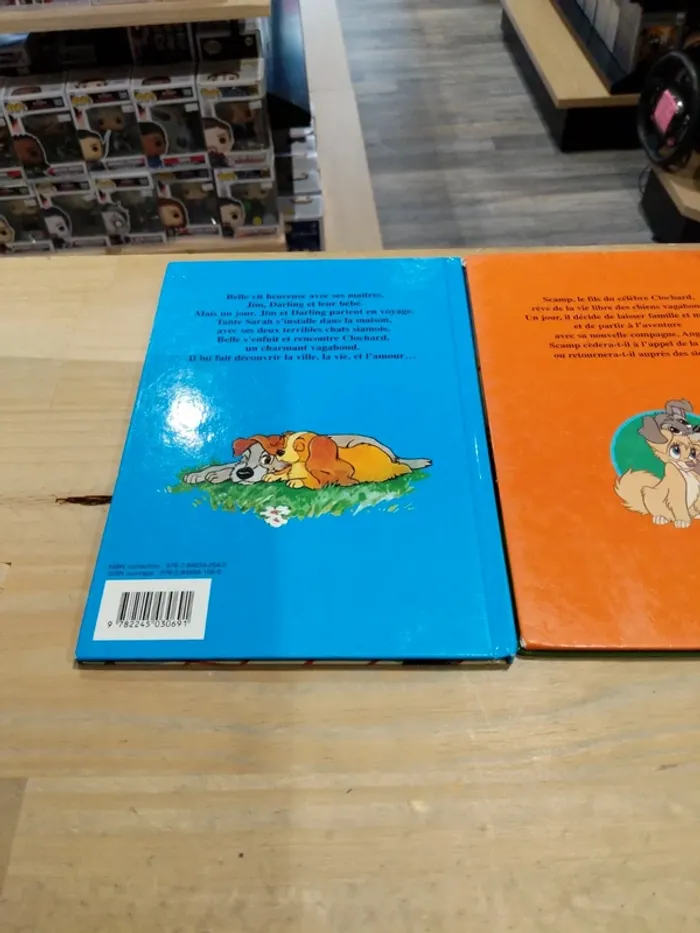 Belle vit heureuse avec ses maîtres,
Jim, Darling et leur bébé.
Mais un jour, Jim et Darling partent en voyage.
Tante Sarah s'installe dans la maison,
avec ses deux terribles chats siamois.
Belle s'enfuit et rencontre Clochard,
un charmant vagabond.
Il lui fait découvrir la ville, la vie, et l'amour...
9 782245 030691
Scamp, le fils du célèbre Clochard,
rêve de la vie libre des chiens
Un jour, il décide de laisser famille et
et de partir à l'aventure
avec sa nouvelle compagne,
Scamp cèdera-t-il à l'appel de la
ou retournera-t-il auprès des